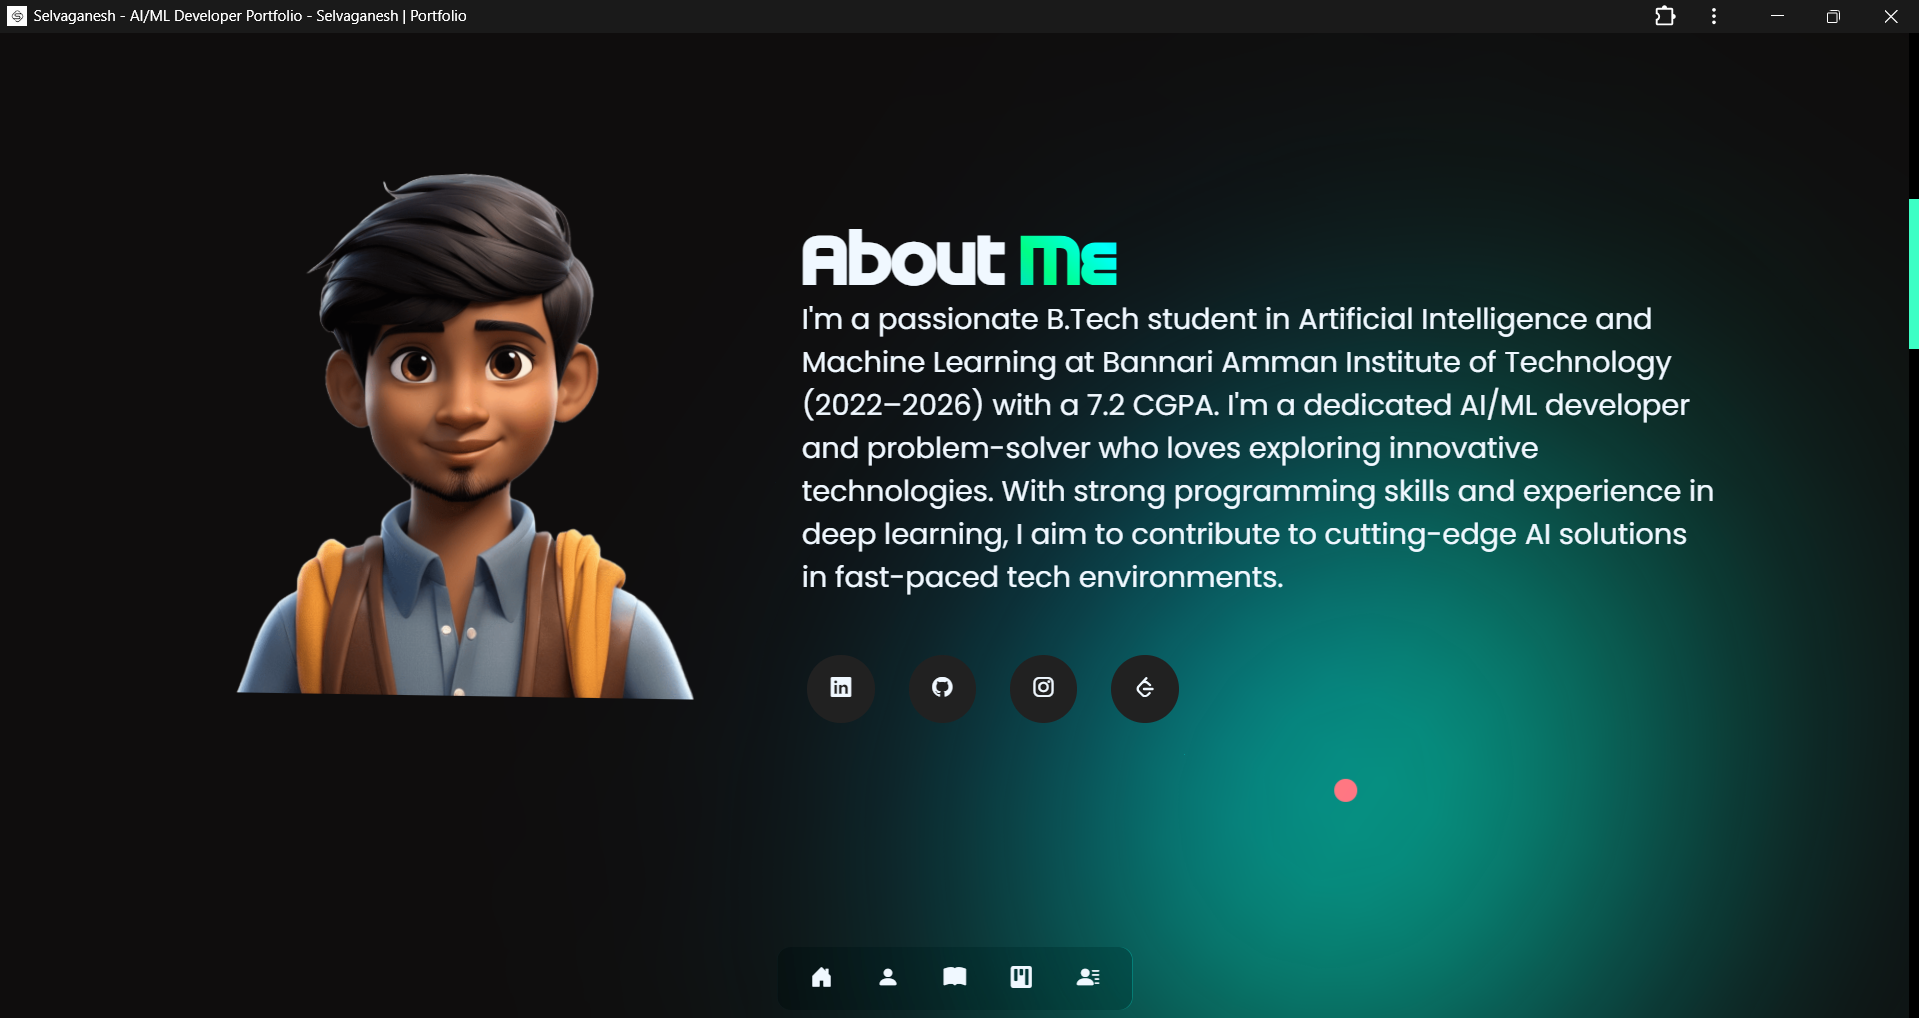 Selvaganesh - AI/ML Developer Portfolio - Selvaganesh | Portfolio
About Me
I'm a passionate B.Tech student in Artificial Intelligence and
Machine Learning at Bannari Amman Institute of Technology
(2022–2026) with a 7.2 CGPA. I'm a dedicated AI/ML developer
and problem-solver who loves exploring innovative
technologies. With strong programming skills and experience in
deep learning, I aim to contribute to cutting-edge AI solutions
in fast-paced tech environments.